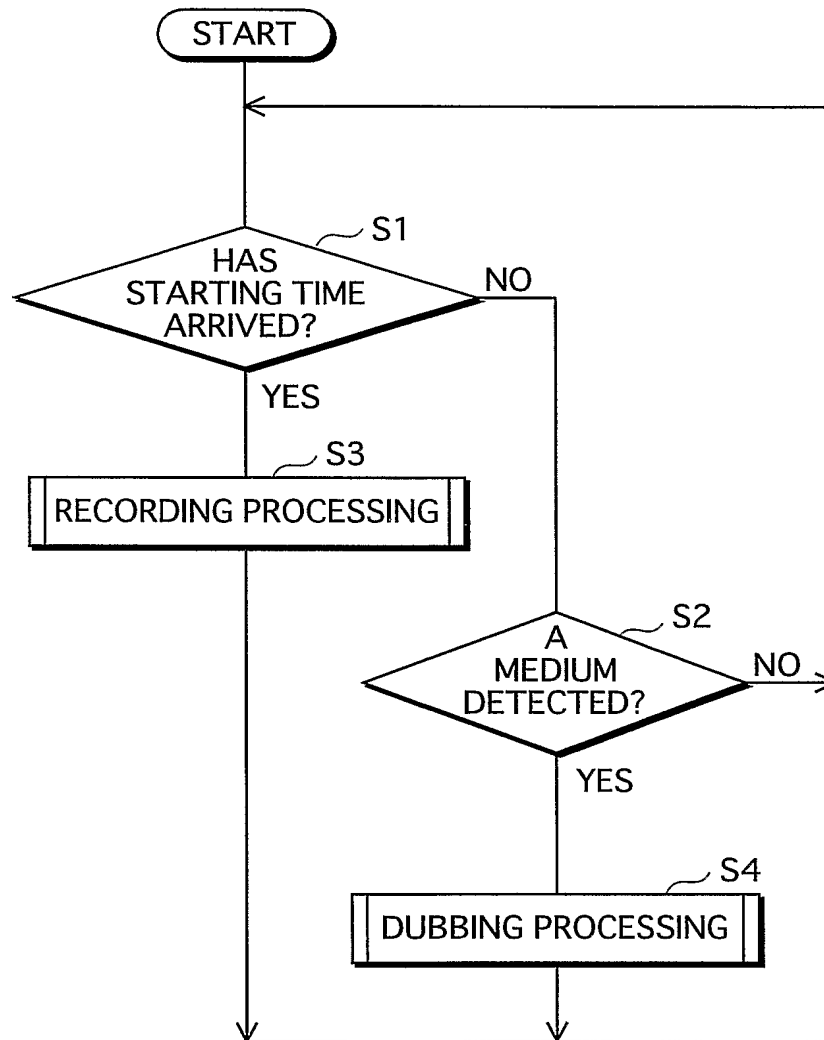 START
S1
HAS
STARTING TIME
ARRIVED?
NO
YES
S3
RECORDING PROCESSING
S2
A
MEDIUM
DETECTED?
NO
YES
S4
DUBBING PROCESSING